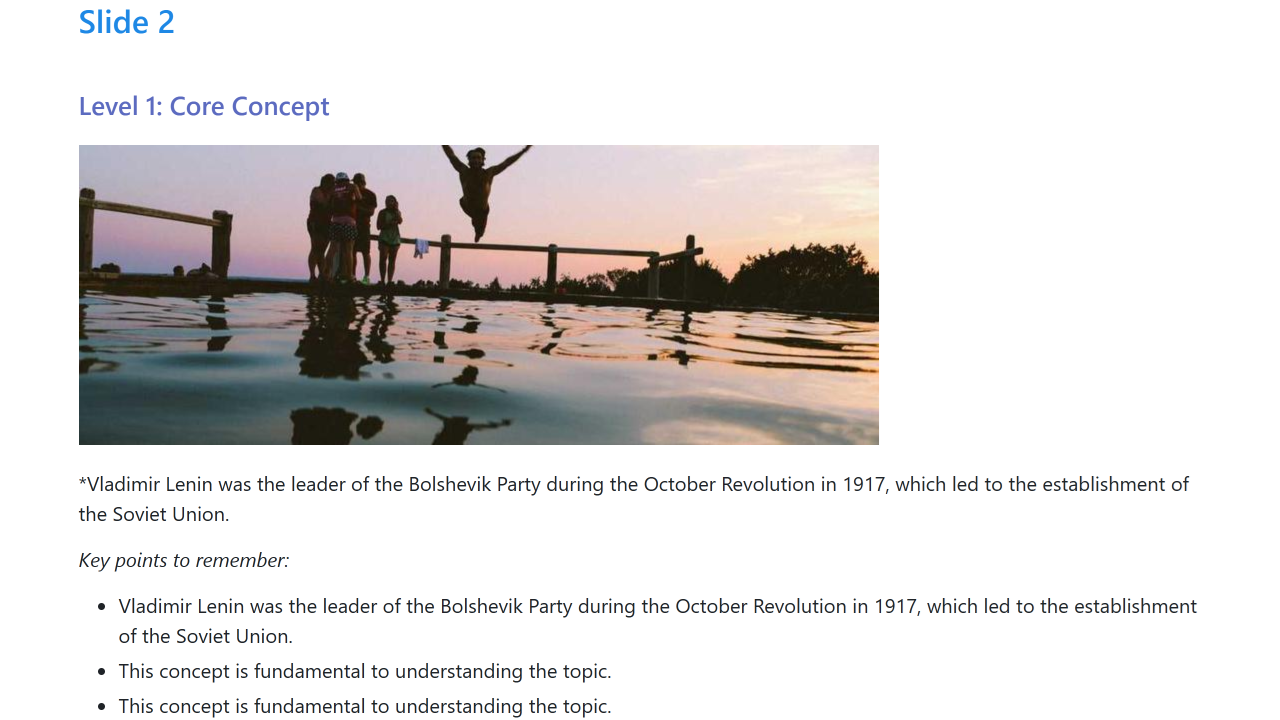 Slide 2
Level 1: Core Concept
*Vladimir Lenin was the leader of the Bolshevik Party during the October Revolution in 1917, which led to the establishment of
the Soviet Union.
Key points to remember:
• Vladimir Lenin was the leader of the Bolshevik Party during the October Revolution in 1917, which led to the establishment
of the Soviet Union.
• This concept is fundamental to understanding the topic.
• This concept is fundamental to understanding the topic.